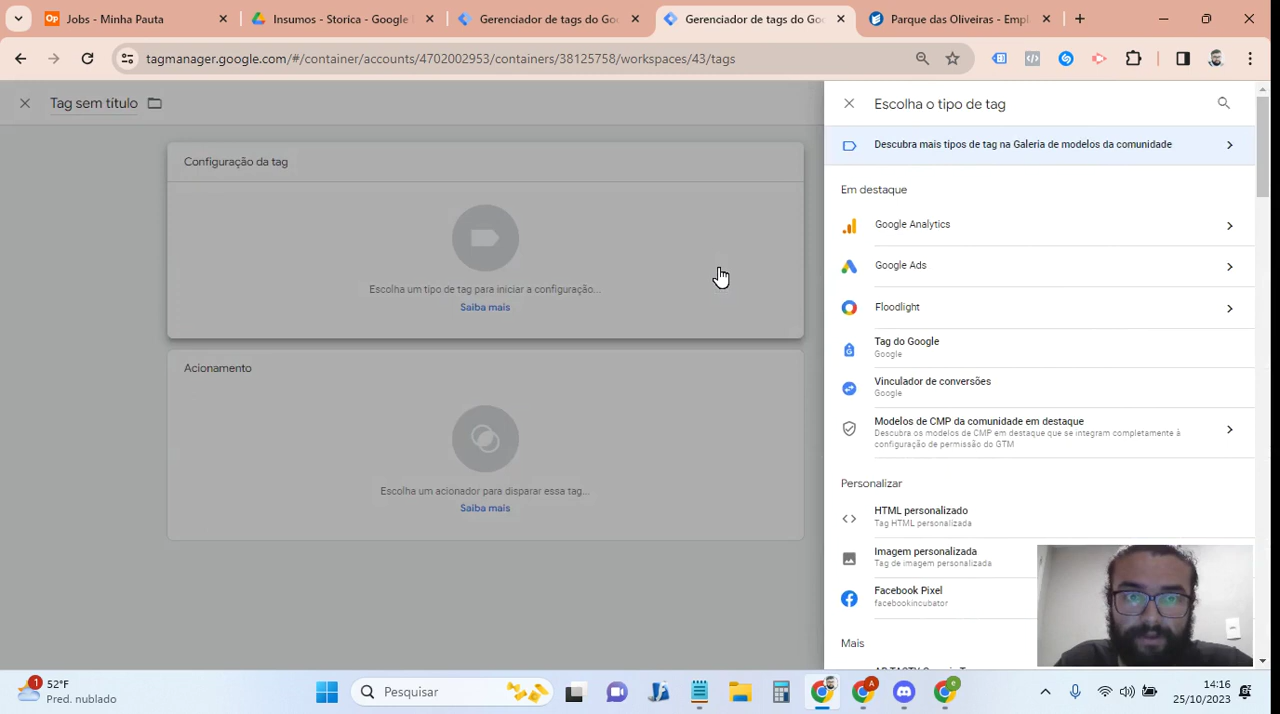 Jobs - Minha Pauta
Insumos - Storica - Google
Gerenciador de tags do Go
Gerenciador de tags do Go
Parque das Oliveiras - Empl
tagmanager.google.com/#/container/accounts/4702002953/containers/38125758/workspaces/43/tags
Tag sem título
Escolha o tipo de tag
Configuração da tag
Descubra mais tipos de tag na Galeria de modelos da comunidade
Em destaque
Google Analytics
Google Ads
Escolha um tipo de tag para iniciar a configuração...
Saiba mais
Floodlight
Tag do Google
Google
Acionamento
Vinculador de conversões
Google
Modelos de CMP da comunidade em destaque
Descubra os modelos de CMP em destaque que se integram completamente à
configuração de permissão do GTM
Escolha um acionador para disparar essa tag...
Saiba mais
Personalizar
HTML personalizado
Tag HTML personalizada
Imagem personalizada
Tag de imagem personalizada
Facebook Pixel
facebookincubator
Mais
1
52°F
Pred. nublado
Pesquisar
A
e
14:16
25/10/2023